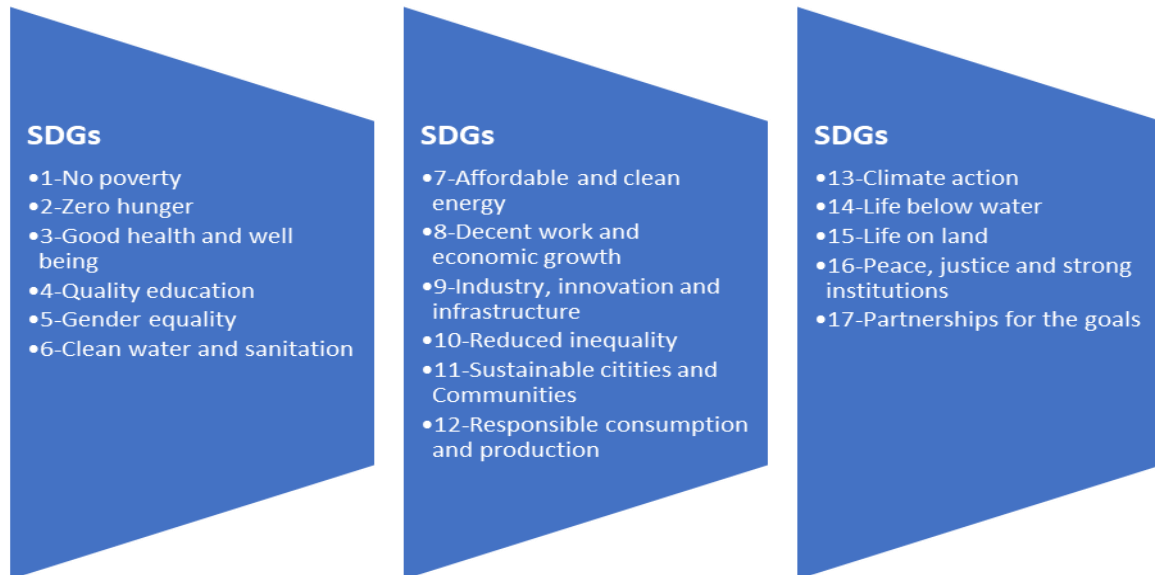 SDGs
•1-No poverty
•2-Zero hunger
•3-Good health and well
being
•4-Quality education
•5-Gender equality
•6-Clean water and sanitation
SDGs
•7-Affordable and clean
energy
•8-Decent work and
economic growth
•9-Industry, innovation and
infrastructure
•10-Reduced inequality
•11-Sustainable citities and
Communities
•12-Responsible consumption
and production
SDGs
•13-Climate action
•14-Life below water
•15-Life on land
•16-Peace, justice and strong
institutions
•17-Partnerships for the goals